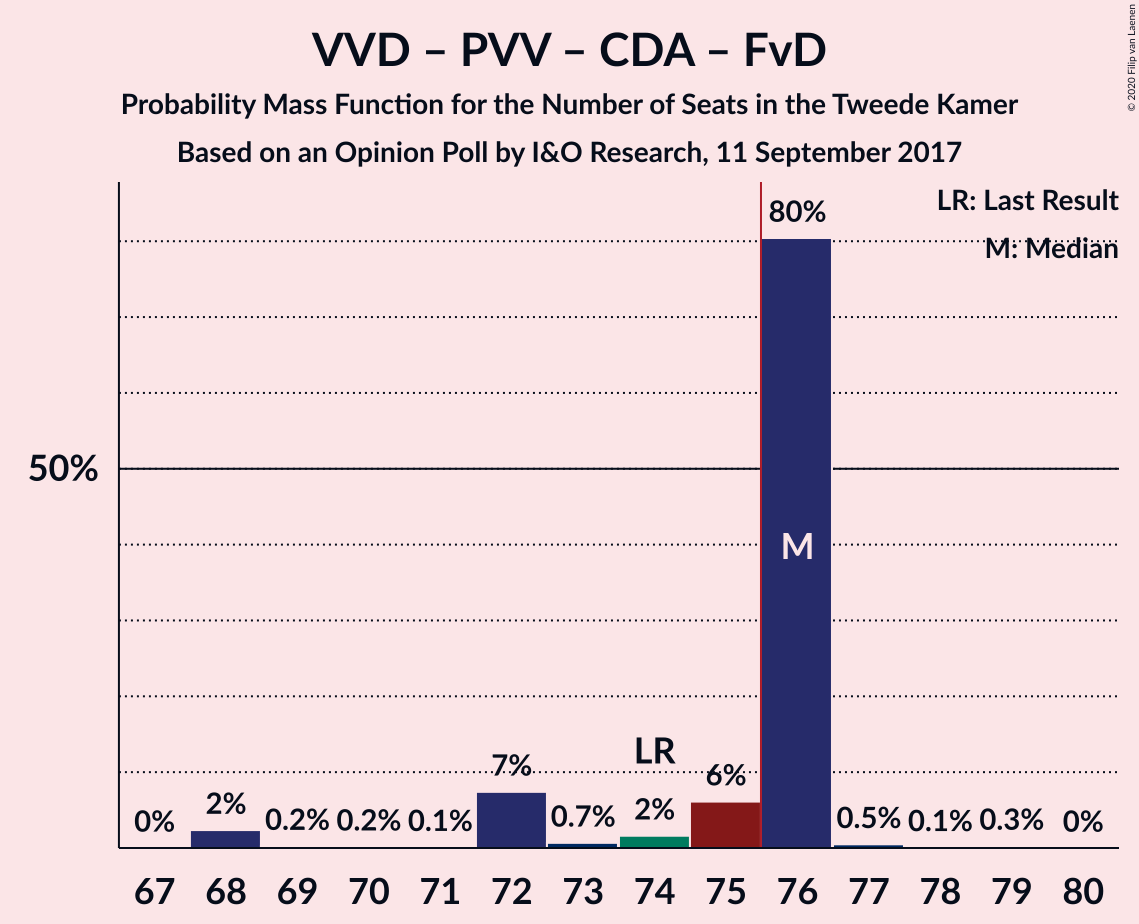 VVD – PVV – CDA – FvD
Probability Mass Function for the Number of Seats in the Tweede Kamer
Based on an Opinion Poll by I&O Research, 11 September 2017
© 2020 Filip van Laenen
LR: Last Result
M: Median
50%
0%
2%
0.2%
0.2%
0.1%
7%
0.7%
LR
2%
6%
80%
M
0.5%
0.1%
0.3%
0%
67 68 69 70 71 72 73 74 75 76 77 78 79 80